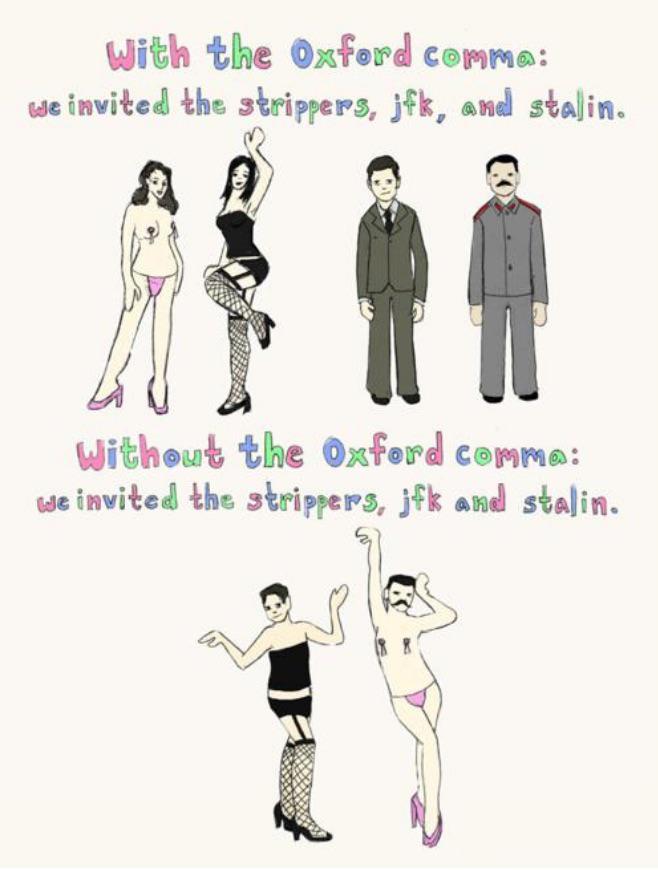 With the Oxford comma:
we invited the strippers, jfk, and stalin.
Without the Oxford comma:
we invited the strippers, jfk and stalin.